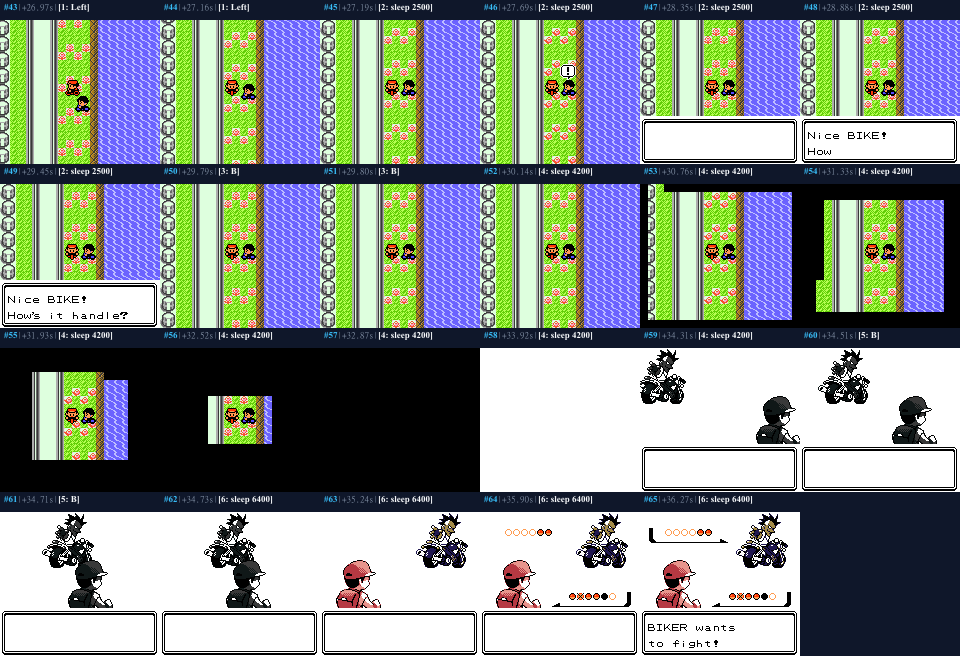 #43 | +26.97s | [1: Left]
#44 | +27.16s | [1: Left]
#45 | +27.19s | [2: sleep 2500]
#46 | +27.69s | [2: sleep 2500]
#47 | +28.35s | [2: sleep 2500]
#48 | +28.88s | [2: sleep 2500]
!
Nice BIKE!
How
#49 | +29.45s | [2: sleep 2500]
#50 | +29.79s | [3: B]
#51 | +29.80s | [3: B]
#52 | +30.14s | [4: sleep 4200]
#53 | +30.76s | [4: sleep 4200]
#54 | +31.33s | [4: sleep 4200]
Nice BIKE!
How's it handle?
#55 | +31.93s | [4: sleep 4200]
#56 | +32.52s | [4: sleep 4200]
#57 | +32.87s | [4: sleep 4200]
#58 | +33.92s | [4: sleep 4200]
#59 | +34.31s | [4: sleep 4200]
#60 | +34.51s | [5: B]
#61 | +34.71s | [5: B]
#62 | +34.73s | [6: sleep 6400]
#63 | +35.24s | [6: sleep 6400]
#64 | +35.90s | [6: sleep 6400]
#65 | +36.27s | [6: sleep 6400]
BIKER wants
to fight!